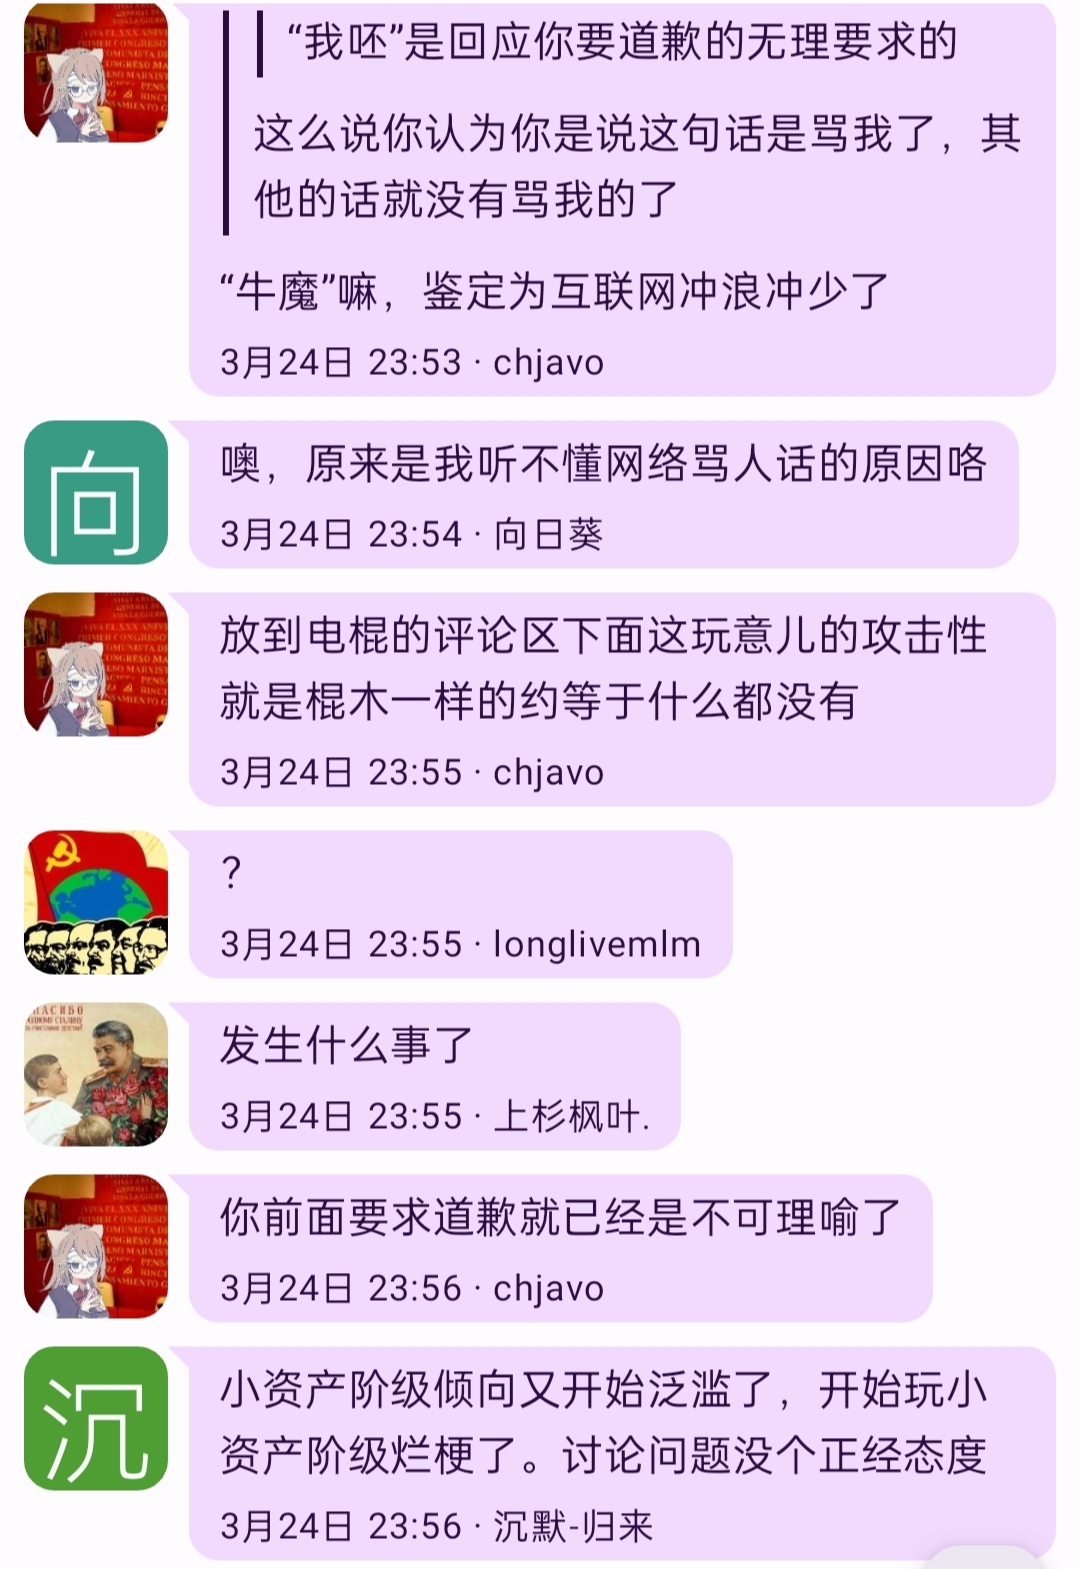 “我呸”是回应你要道歉的无理要求的
这么说你认为你是说这句话是骂我了，其
他的话就没有骂我的了
“牛魔”嘛，鉴定为互联网冲浪冲少了
3月24日 23:53 · chjavo
向
噢，原来是我听不懂网络骂人话的原因咯
3月24日 23:54 · 向日葵
放到电棍的评论区下面这玩意儿的攻击性
就是棍木一样的约等于什么都没有
3月24日 23:55 · chjavo
？
3月24日 23:55 · longlivemlm
发生什么事了
3月24日 23:55 · 上杉枫叶.
你前面要求道歉就已经是不可理喻了
3月24日 23:56 · chjavo
沉
小资产阶级倾向又开始泛滥了，开始玩小
资产阶级烂梗了。讨论问题没个正经态度
3月24日 23:56 · 沉默-归来